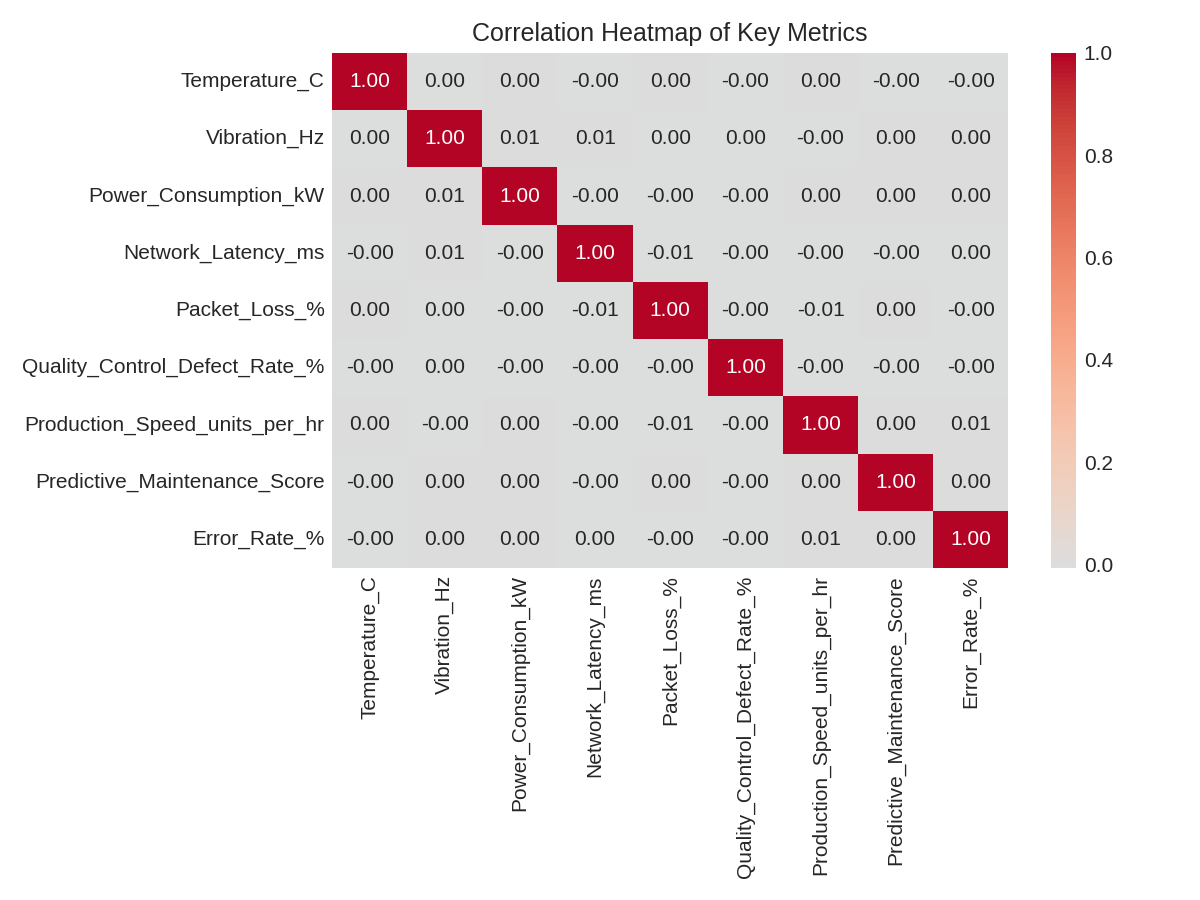 Correlation Heatmap of Key Metrics
Temperature_C 1.00 0.00 0.00 -0.00 0.00 -0.00 0.00 -0.00 -0.00
Vibration_Hz 0.00 1.00 0.01 0.01 0.00 0.00 -0.00 0.00 0.00
Power_Consumption_kW 0.00 0.01 1.00 -0.00 -0.00 -0.00 0.00 0.00 0.00
Network_Latency_ms -0.00 0.01 -0.00 1.00 -0.01 -0.00 -0.00 -0.00 0.00
Packet_Loss_% 0.00 0.00 -0.00 -0.01 1.00 -0.00 -0.01 0.00 -0.00
Quality_Control_Defect_Rate_% -0.00 0.00 -0.00 -0.00 -0.00 1.00 -0.00 -0.00 -0.00
Production_Speed_units_per_hr 0.00 -0.00 0.00 -0.00 -0.01 -0.00 1.00 0.00 0.01
Predictive_Maintenance_Score -0.00 0.00 0.00 -0.00 0.00 -0.00 0.00 1.00 0.00
Error_Rate_% -0.00 0.00 0.00 0.00 -0.00 -0.00 0.01 0.00 1.00
Temperature_C
Vibration_Hz
Power_Consumption_kW
Network_Latency_ms
Packet_Loss_%
Quality_Control_Defect_Rate_%
Production_Speed_units_per_hr
Predictive_Maintenance_Score
Error_Rate_%
1.0
0.8
0.6
0.4
0.2
0.0